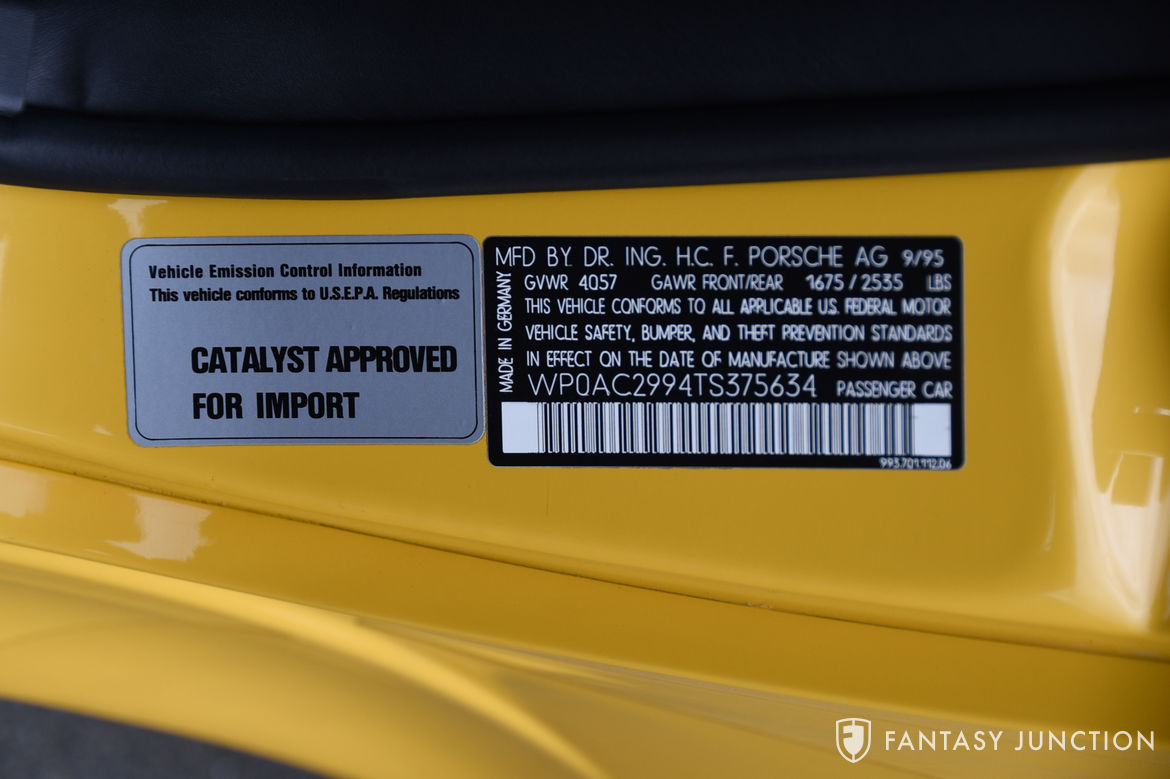 Vehicle Emission Control Information
This vehicle conforms to U.S.E.P.A. Regulations
CATALYST APPROVED
FOR IMPORT
MFD BY DR. ING. H.C. F. PORSCHE AG 9/95
GVWR 4057 GAWR FRONT/REAR 1675 / 2535 LBS
THIS VEHICLE CONFORMS TO ALL APPLICABLE U.S. FEDERAL MOTOR
VEHICLE SAFETY, BUMPER, AND THEFT PREVENTION STANDARDS
IN EFFECT ON THE DATE OF MANUFACTURE SHOWN ABOVE
WP0AC2994TS375634 PASSENGER CAR
MADE IN GERMANY
993.701.112.06
FANTASY JUNCTION